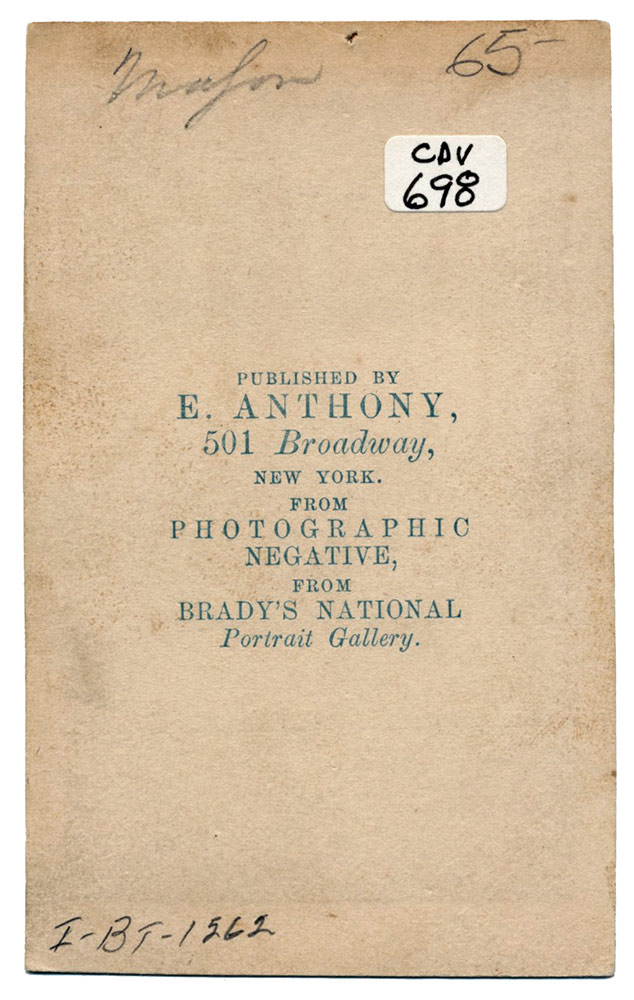 Mason
65-
CDV
698
PUBLISHED BY
E. ANTHONY,
501 Broadway,
NEW YORK.
FROM
PHOTOGRAPHIC
NEGATIVE,
FROM
BRADY'S NATIONAL
Portrait Gallery.
I-BT-1262